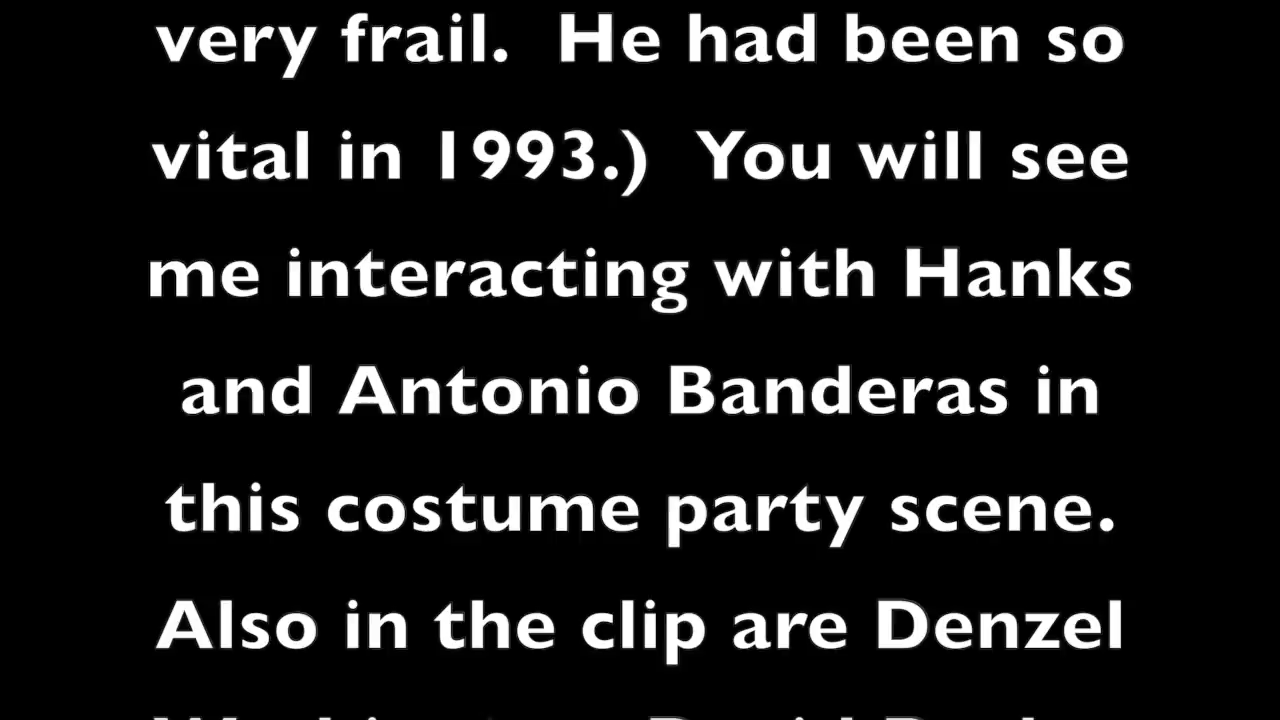 very frail.  He had been so
vital in 1993.)  You will see
me interacting with Hanks
and Antonio Banderas in
this costume party scene.
Also in the clip are Denzel